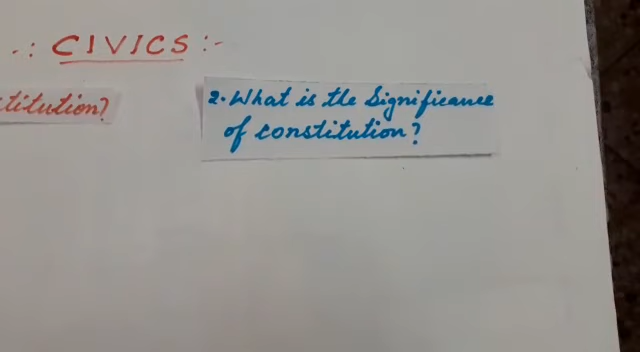 .: CIVICS :-
titution?
2. What is the Significance
of constitution?